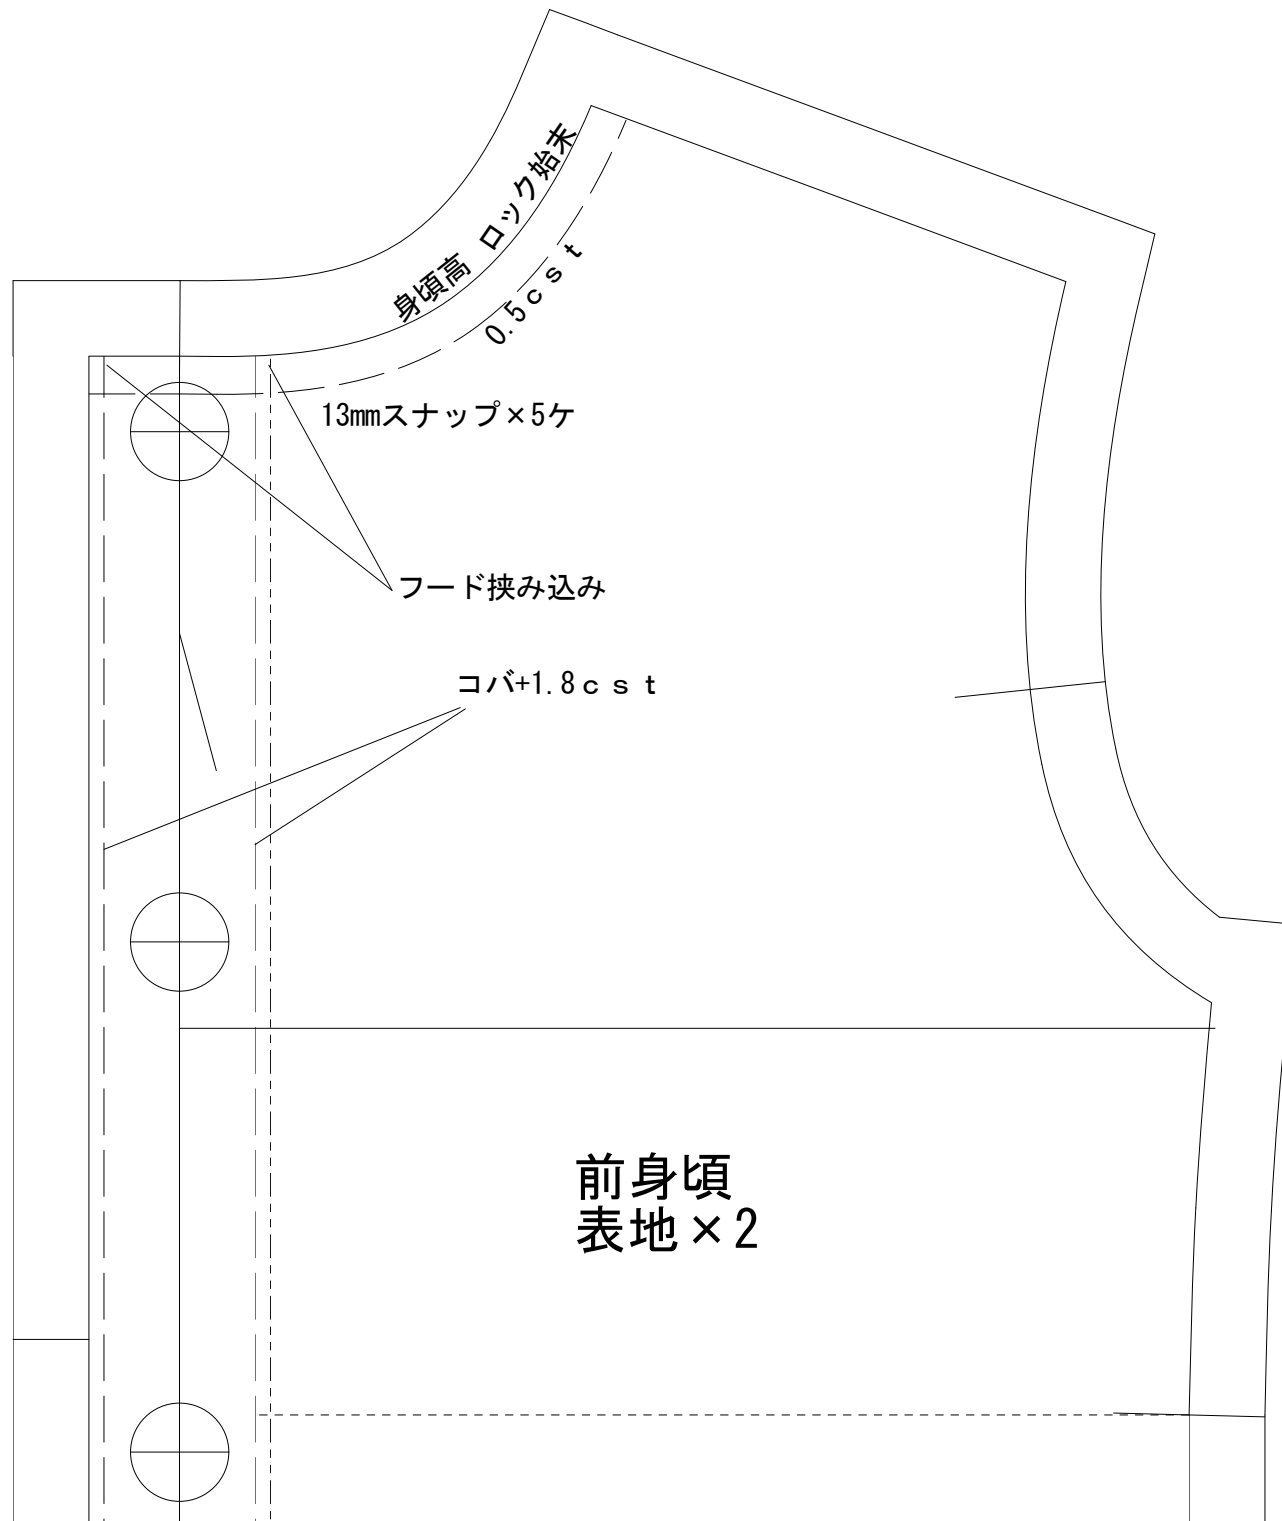 身頃高 ロック始末
0.5cst
13mmスナップ×5ケ
フード挟み込み
コバ+1.8cst
前身頃
表地×2